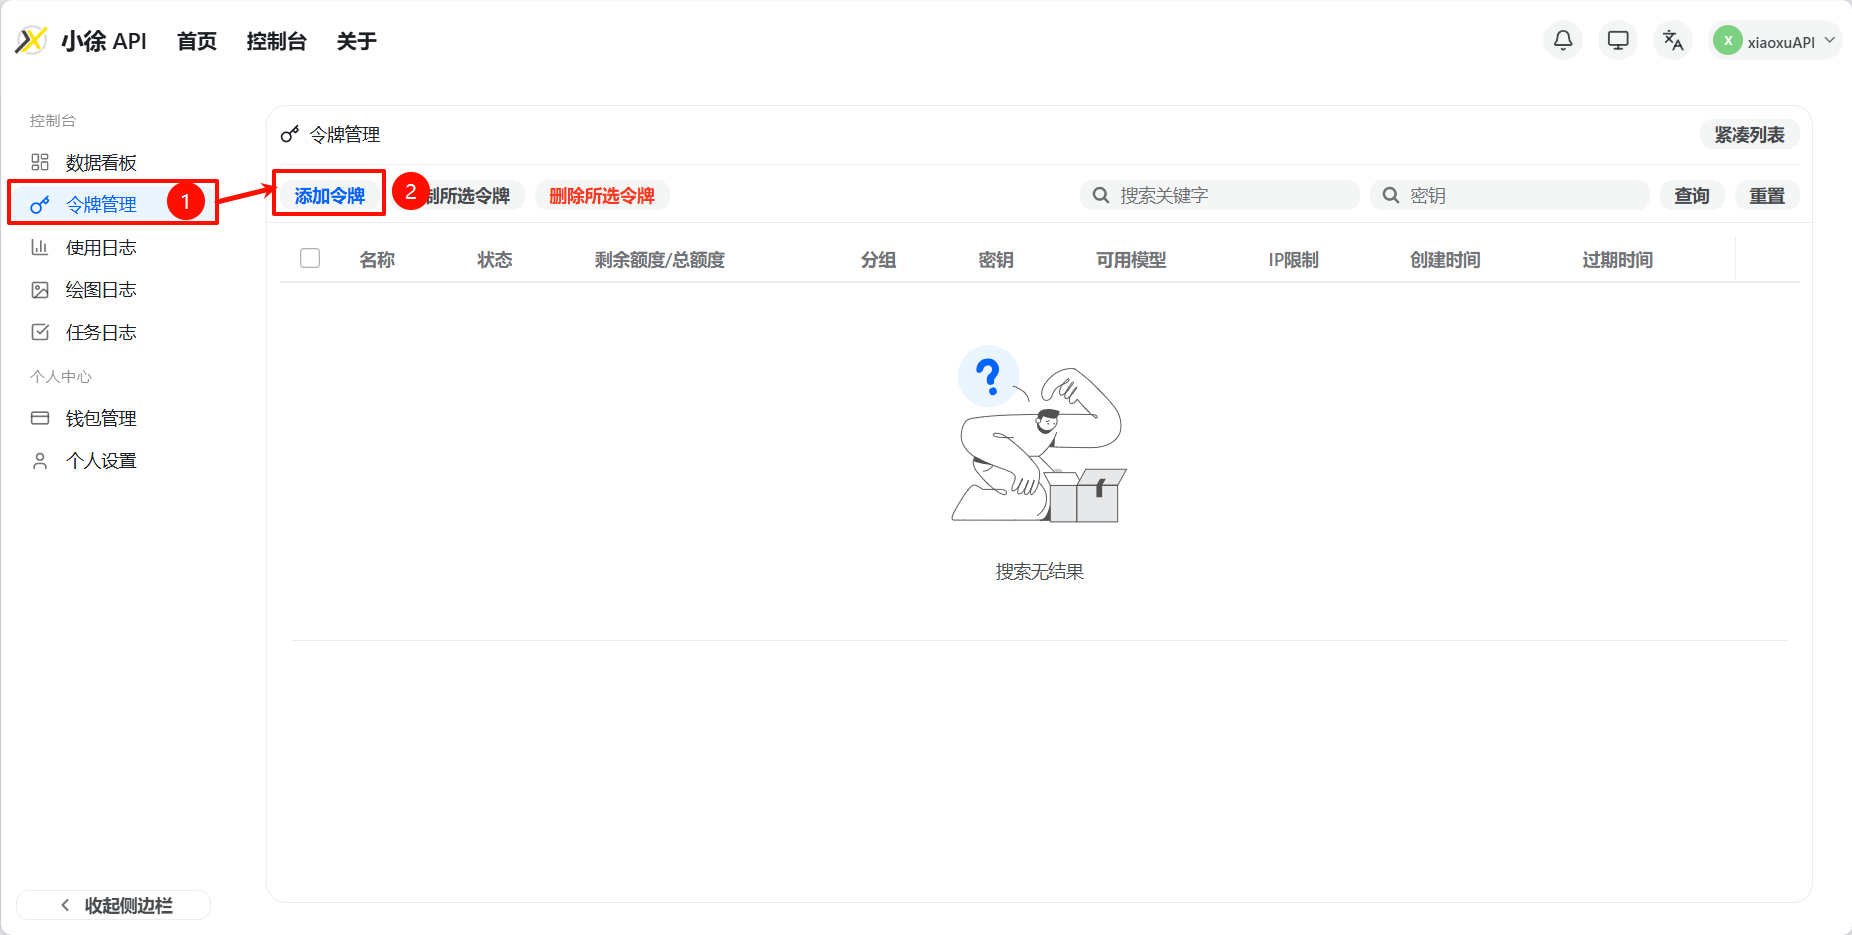 小徐 API 首页 控制台 关于
X xiaoxuAPI
控制台
数据看板
令牌管理 1
使用日志
绘图日志
任务日志
个人中心
钱包管理
个人设置
收起侧边栏
令牌管理 紧凑列表
添加令牌 2 制所选令牌 删除所选令牌 搜索关键字 密钥 查询 重置
名称 状态 剩余额度/总额度 分组 密钥 可用模型 IP限制 创建时间 过期时间
?
搜索无结果